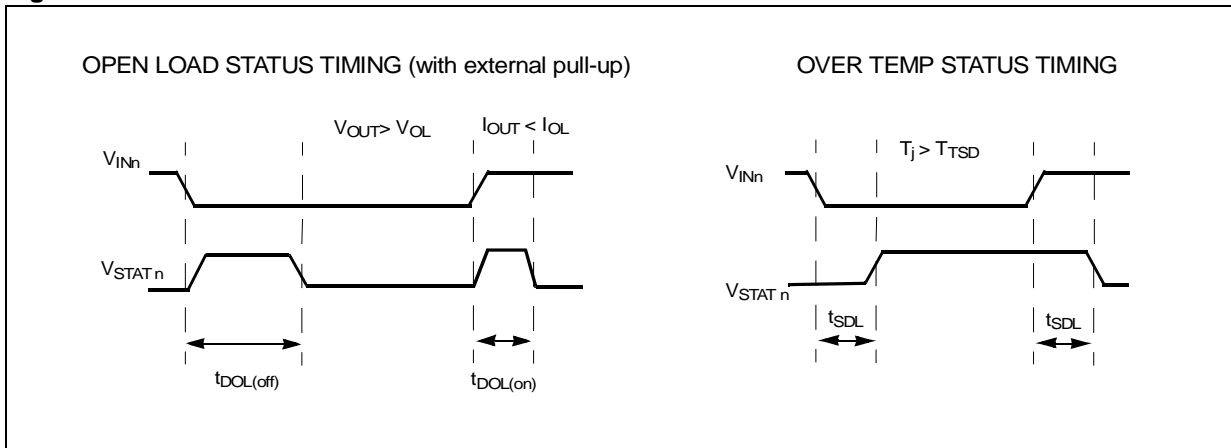 OPEN LOAD STATUS TIMING (with external pull-up)
VOUT> VOL
IOUT < IOL
VINn
VSTAT n
tDOL(off)
tDOL(on)
OVER TEMP STATUS TIMING
Tj > TTSD
VINn
VSTAT n
tSDL
tSDL